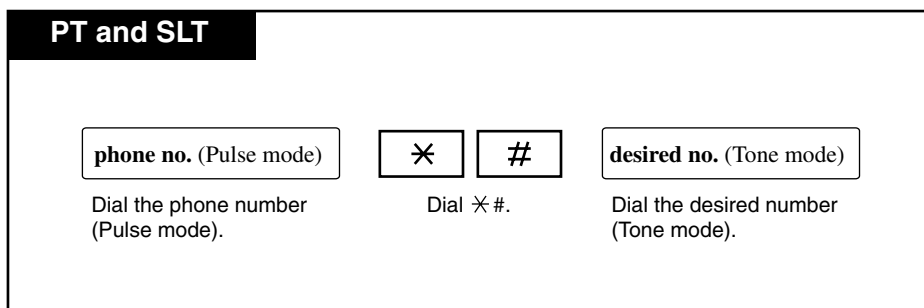 PT and SLT
phone no. (Pulse mode)
* #
desired no. (Tone mode)
Dial the phone number
(Pulse mode).
Dial *#.
Dial the desired number
(Tone mode).